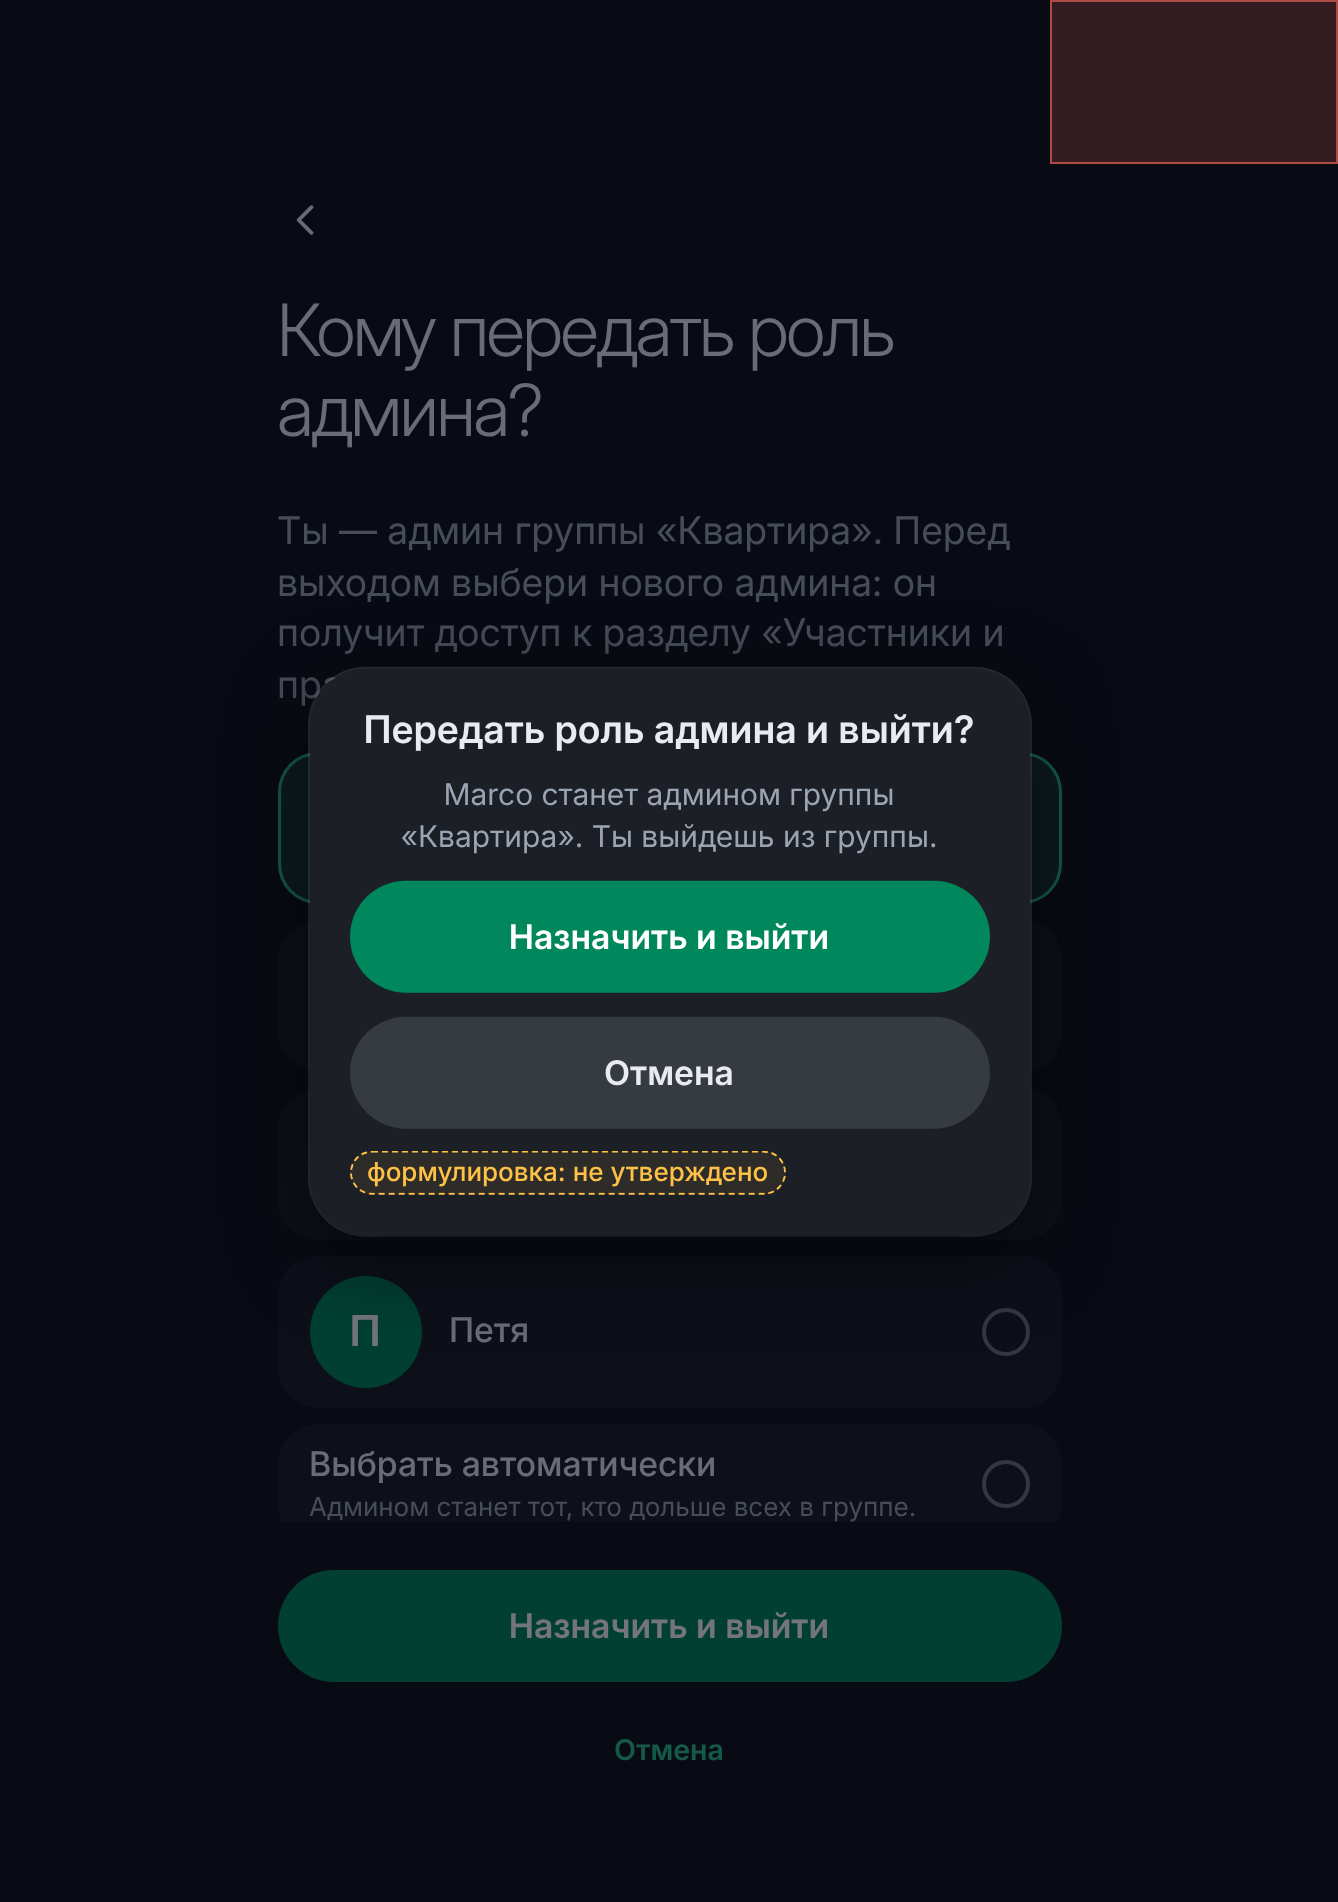 Кому передать роль
админа?
Ты — админ группы «Квартира». Перед
выходом выбери нового админа: он
получит доступ к разделу «Участники и
Передать роль админа и выйти?
Marco станет админом группы
«Квартира». Ты выйдешь из группы.
Назначить и выйти
Отмена
формулировка: не утверждено
П
Петя
Выбрать автоматически
Админом станет тот, кто дольше всех в группе.
Назначить и выйти
Отмена